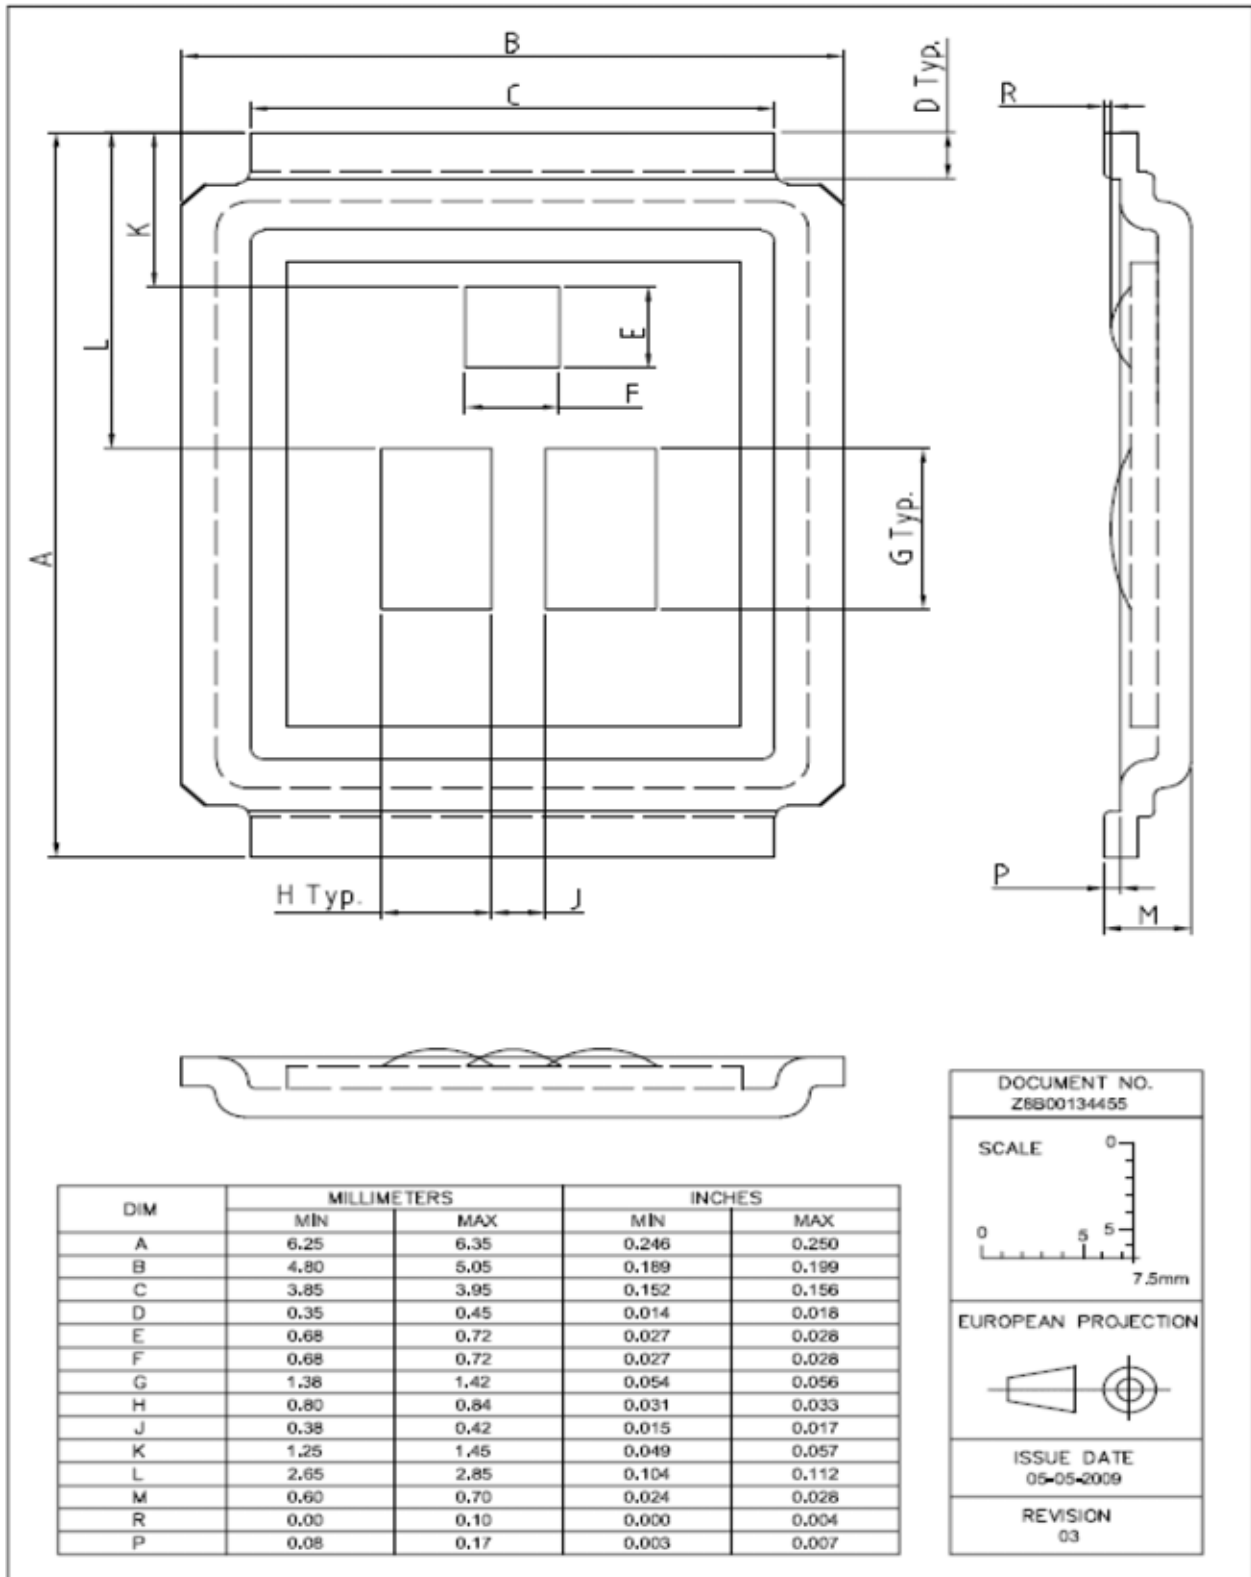 B
C
D Typ.
R
K
L
E
F
A
G Typ.
H Typ.
J
P
M
DIM MILLIMETERS INCHES
MIN MAX MIN MAX
A 6.25 6.35 0.246 0.250
B 4.80 5.05 0.189 0.199
C 3.85 3.95 0.152 0.156
D 0.35 0.45 0.014 0.018
E 0.68 0.72 0.027 0.028
F 0.68 0.72 0.027 0.028
G 1.38 1.42 0.054 0.056
H 0.80 0.84 0.031 0.033
J 0.38 0.42 0.015 0.017
K 1.25 1.45 0.049 0.057
L 2.65 2.85 0.104 0.112
M 0.60 0.70 0.024 0.028
R 0.00 0.10 0.000 0.004
P 0.08 0.17 0.003 0.007
DOCUMENT NO.
Z8B00134455
SCALE
0
0 5 5
7.5mm
EUROPEAN PROJECTION
ISSUE DATE
05-05-2009
REVISION
03